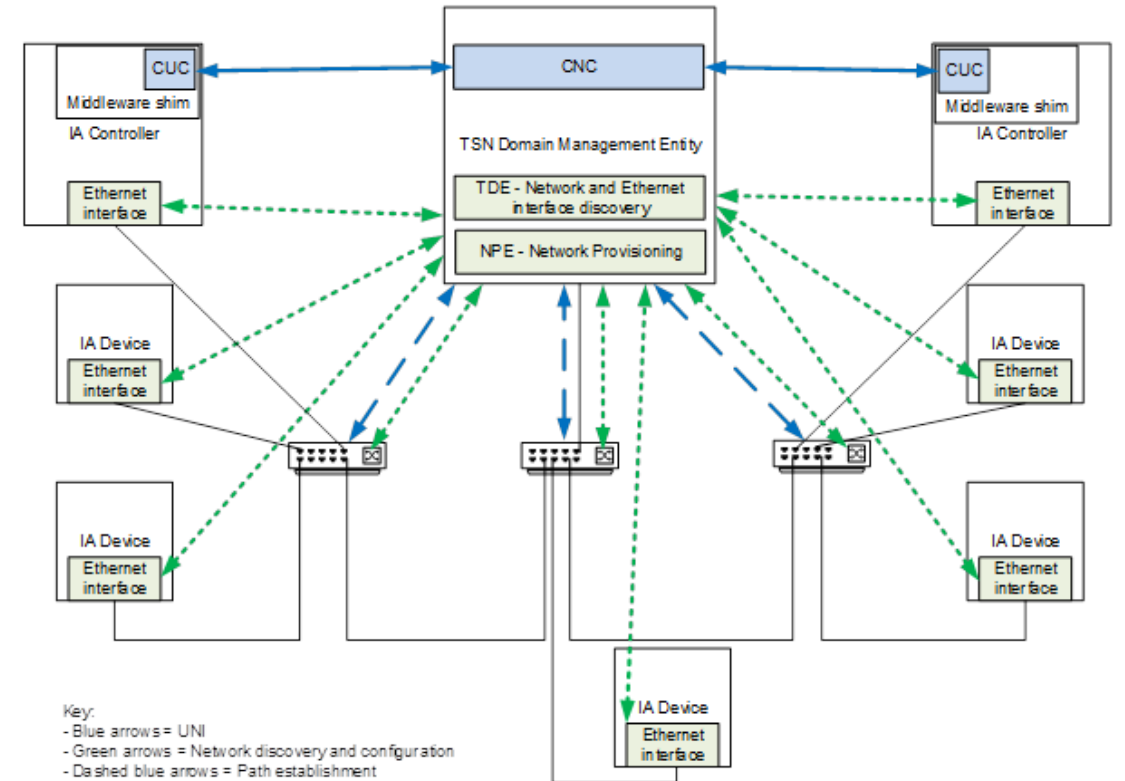 CUC
Middleware shim
IA Controller
Ethernet
interface
CNC
TSN Domain Management Entity
TDE - Network and Ethernet
interface discovery
NPE - Network Provisioning
CUC
Middleware shim
IA Controller
Ethernet
interface
IA Device
Ethernet
interface
IA Device
Ethernet
interface
IA Device
Ethernet
interface
IA Device
Ethernet
interface
IA Device
Ethernet
interface
Key:
- Blue arrows = UNI
- Green arrows = Network discovery and configuration
- Dashed blue arrows = Path establishment